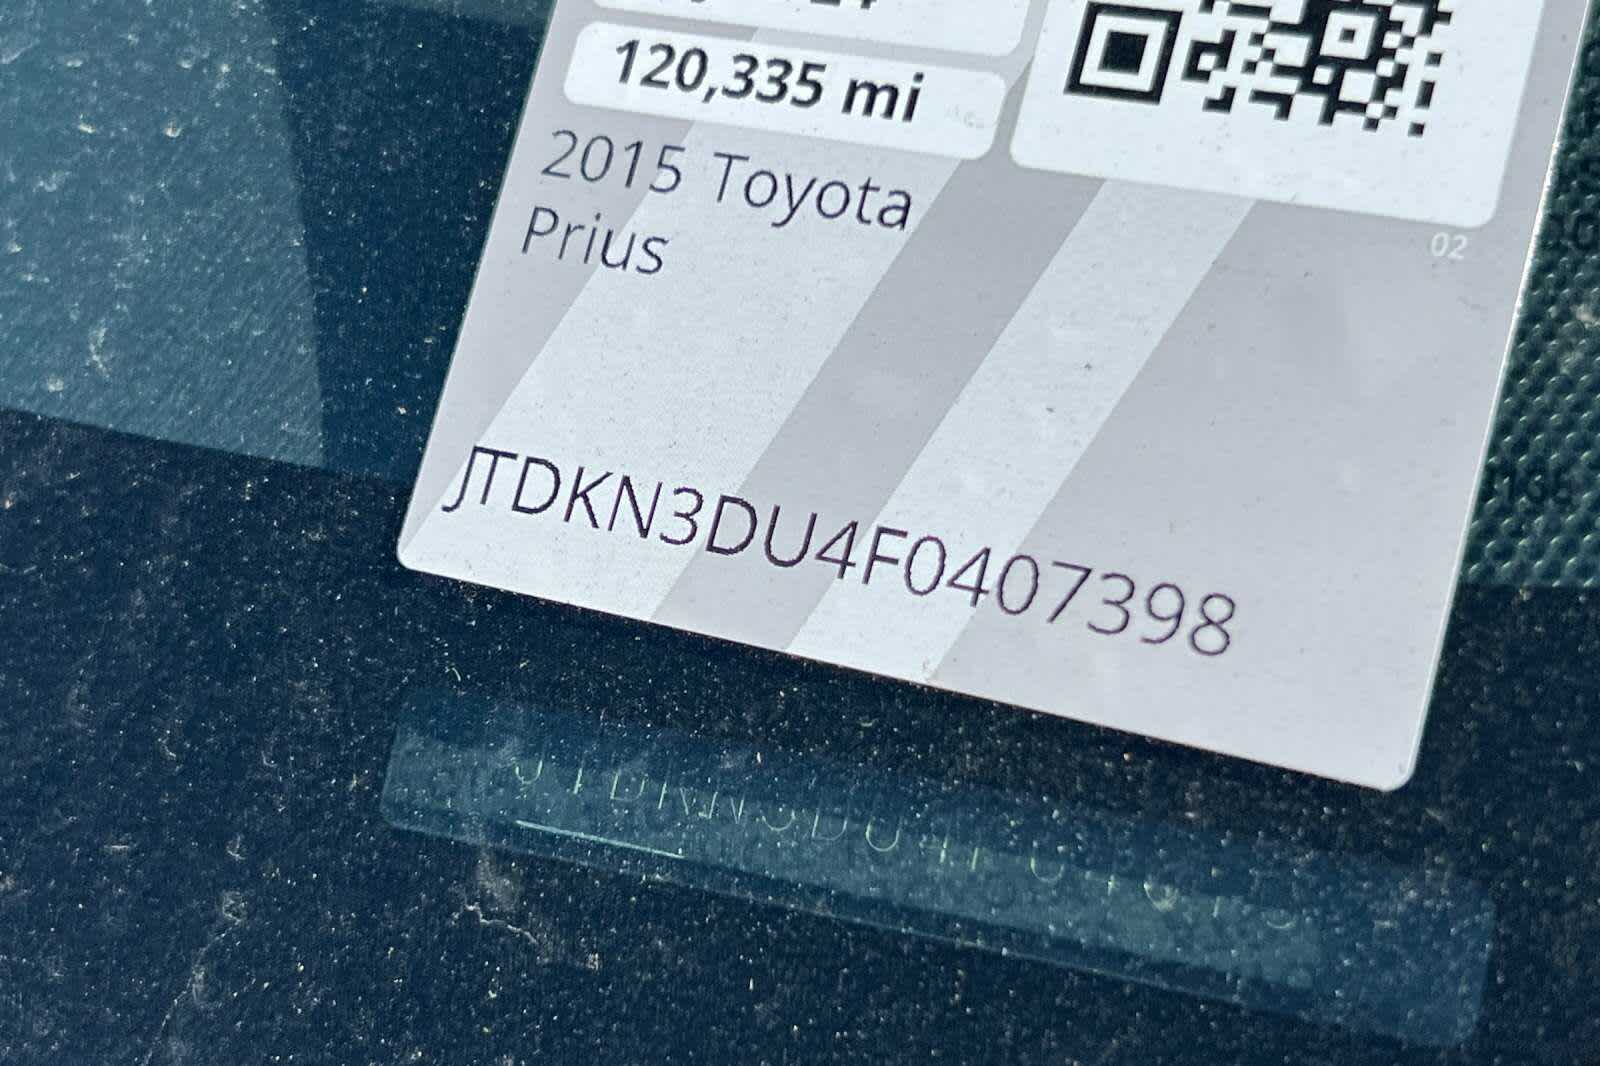 120,335 mi
2015 Toyota
Prius
02
JTDKN3DU4F0407398